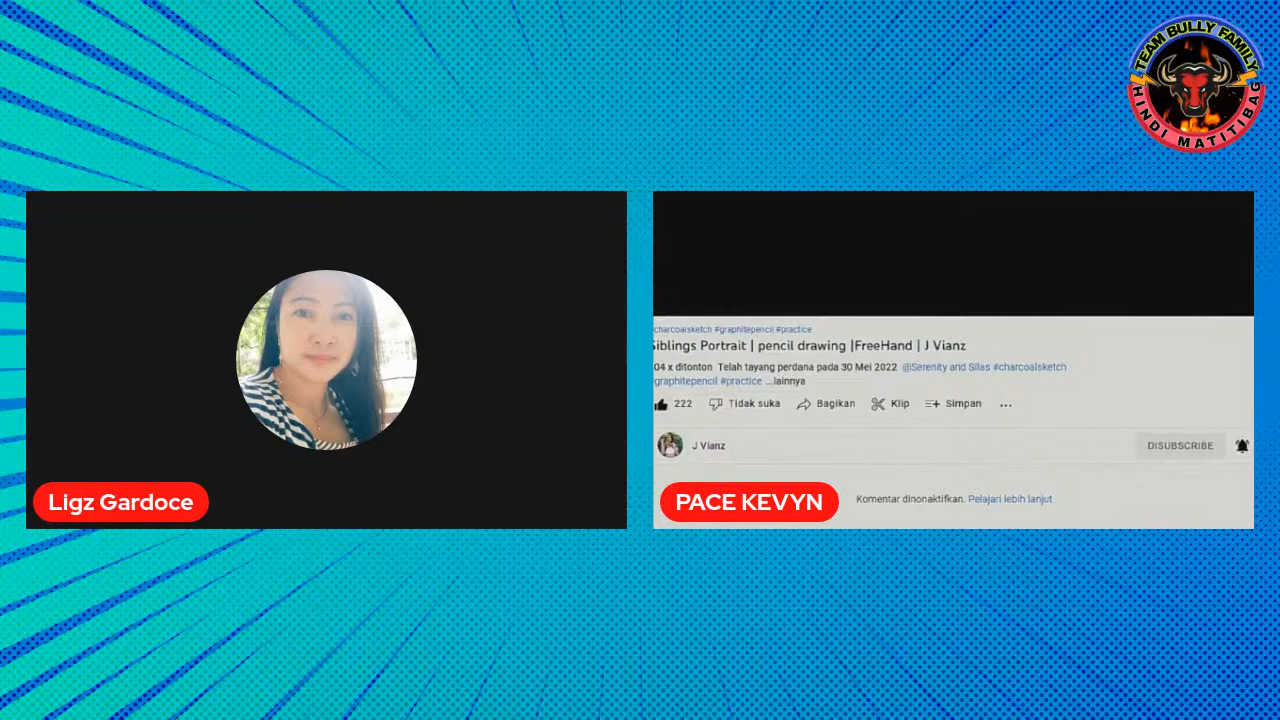 TEAM BULLY FAMILY
HINDI MATITIBAG
charcoalsketch #graphitepencil #practice
Siblings Portrait | pencil drawing |FreeHand | J Vianz
04 x ditonton Telah tayang perdana pada 30 Mei 2022 @Serenity and Silas #charcoalsketch
#graphitepencil #practice ...lainnya
222 Tidak suka Bagikan Klip Simpan ...
J Vianz DISUBSCRIBE
Komentar dinonaktifkan. Pelajari lebih lanjut
Ligz Gardoce
PACE KEVYN